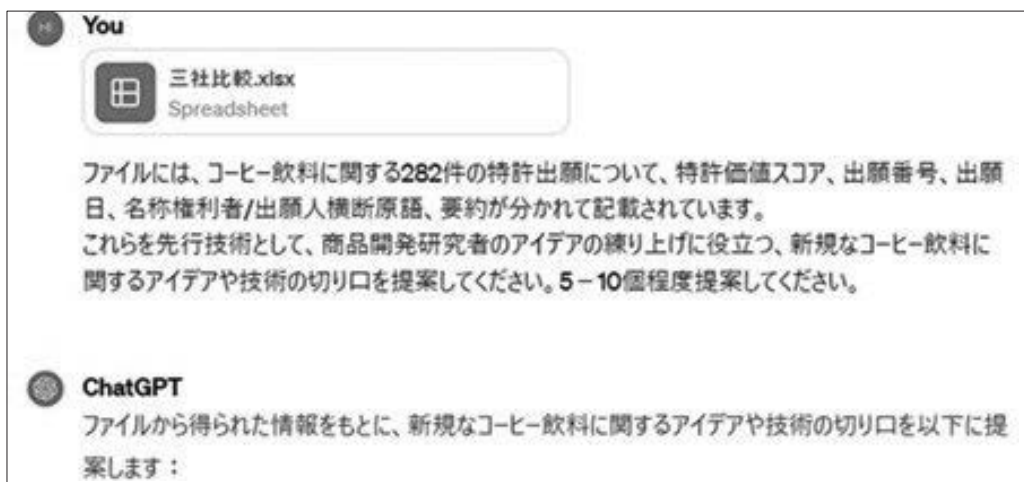 You
三社比較.xlsx
Spreadsheet
ファイルには、コーヒー飲料に関する282件の特許出願について、特許価値スコア、出願番号、出願
日、名称権利者/出願人横断原語、要約が分かれて記載されています。
これらを先行技術として、商品開発研究者のアイデアの練り上げに役立つ、新規なコーヒー飲料に
関するアイデアや技術の切り口を提案してください。5－10個程度提案してください。
ChatGPT
ファイルから得られた情報をもとに、新規なコーヒー飲料に関するアイデアや技術の切り口を以下に提
案します：